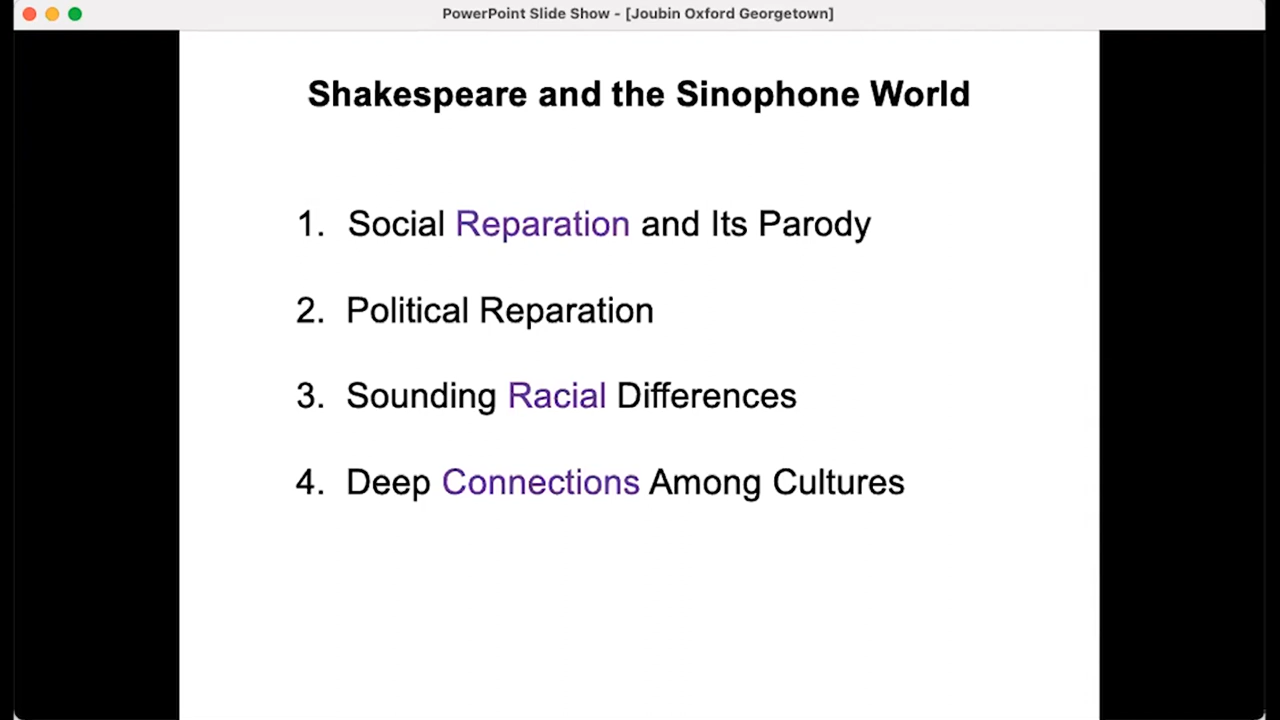 PowerPoint Slide Show - [Joubin Oxford Georgetown]
Shakespeare and the Sinophone World
1. Social Reparation and Its Parody
2. Political Reparation
3. Sounding Racial Differences
4. Deep Connections Among Cultures